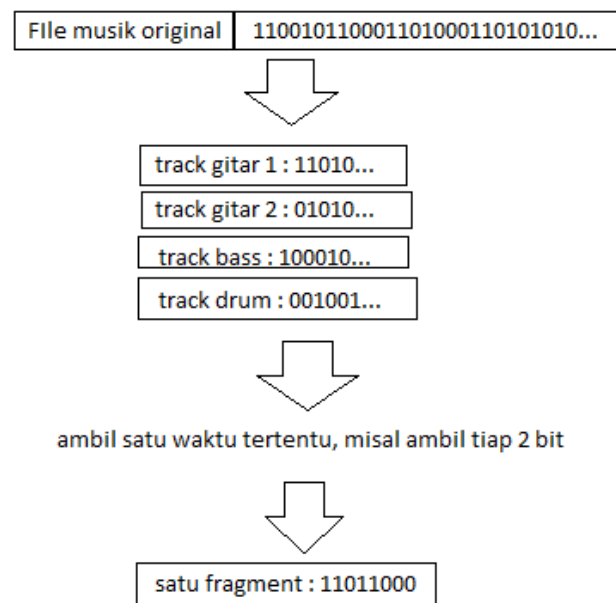 FIle musik original 110010110001101000110101010...
track gitar 1 : 11010...
track gitar 2 : 01010...
track bass : 100010...
track drum : 001001...
ambil satu waktu tertentu, misal ambil tiap 2 bit
satu fragment : 11011000